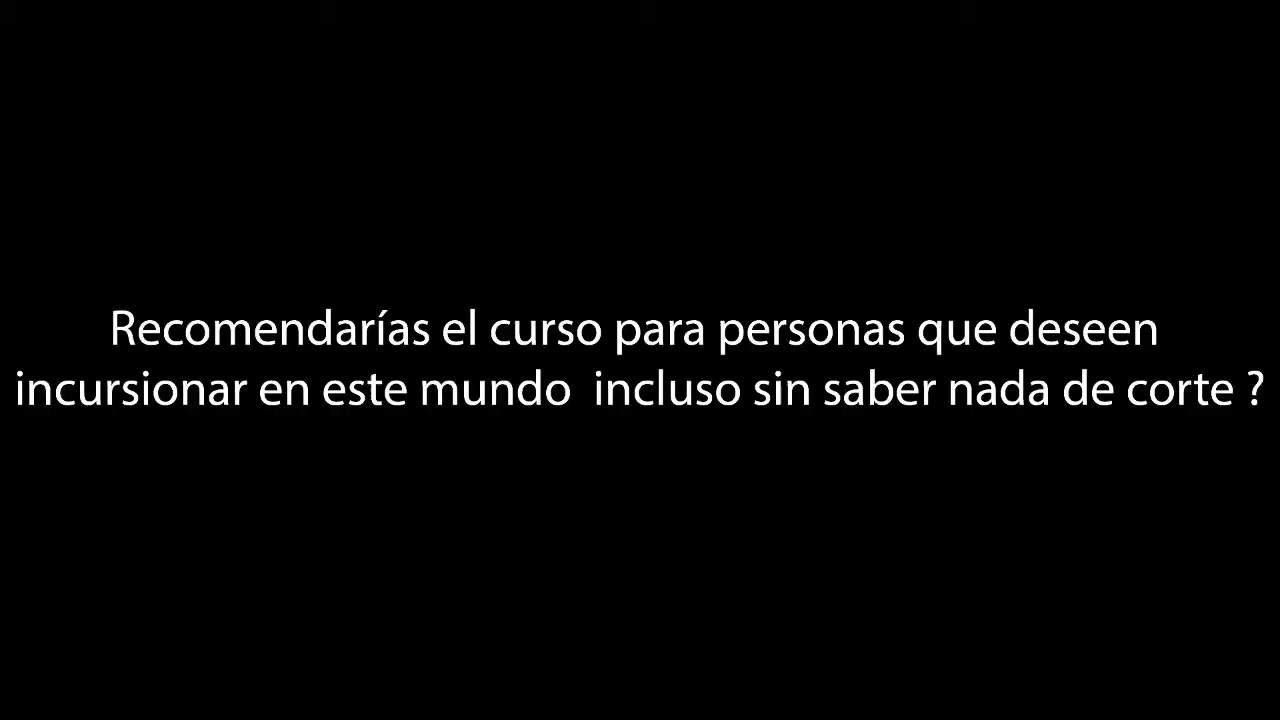 Recomendarías el curso para personas que deseen
incursionar en este mundo  incluso sin saber nada de corte ?